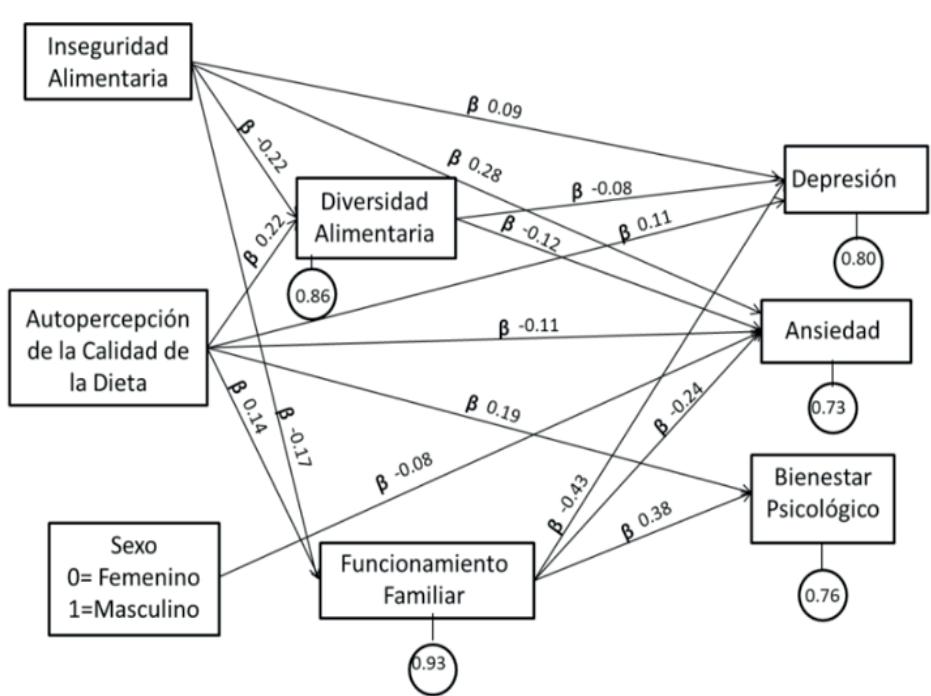 Inseguridad
Alimentaria
β 0.09
β -0.22
β 0.28
Depresión
Diversidad
Alimentaria
β -0.08
β 0.11
β -0.12
β 0.22
0.80
0.86
Autopercepción
de la Calidad de
la Dieta
β -0.11
Ansiedad
0.73
β 0.14
β -0.17
β 0.19
β -0.24
β -0.08
β -0.43
β 0.38
Bienestar
Psicológico
0.76
Sexo
0= Femenino
1=Masculino
Funcionamiento
Familiar
0.93